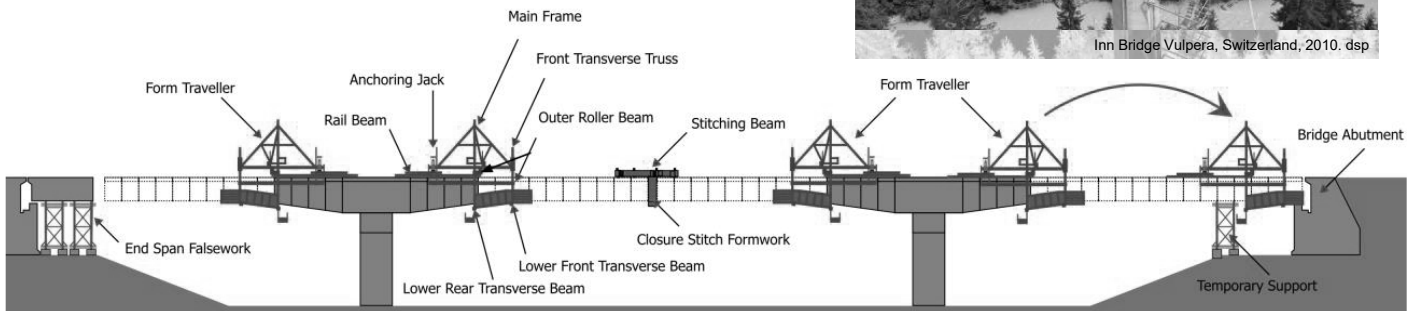 Inn Bridge Vulpera, Switzerland, 2010. dsp
Main Frame
Front Transverse Truss
Anchoring Jack
Form Traveller
Form Traveller
Rail Beam
Outer Roller Beam
Stitching Beam
Bridge Abutment
End Span Falsework
Closure Stitch Formwork
Lower Front Transverse Beam
Lower Rear Transverse Beam
Temporary Support